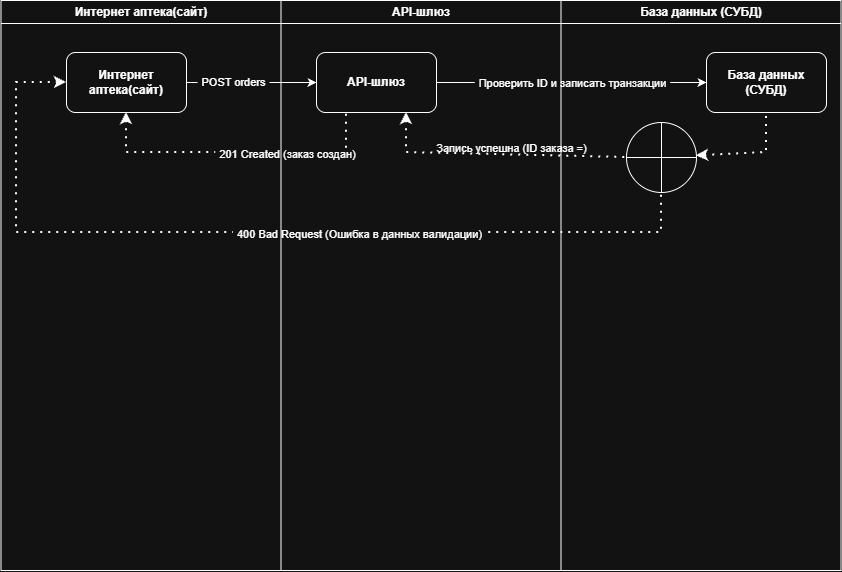 Интернет аптека(сайт)
API-шлюз
База данных (СУБД)
Интернет
аптека(сайт)
POST orders
API-шлюз
Проверить ID и записать транзакции
База данных
(СУБД)
201 Created (заказ создан)
Запись успешна (ID заказа =)
400 Bad Request (Ошибка в данных валидации)